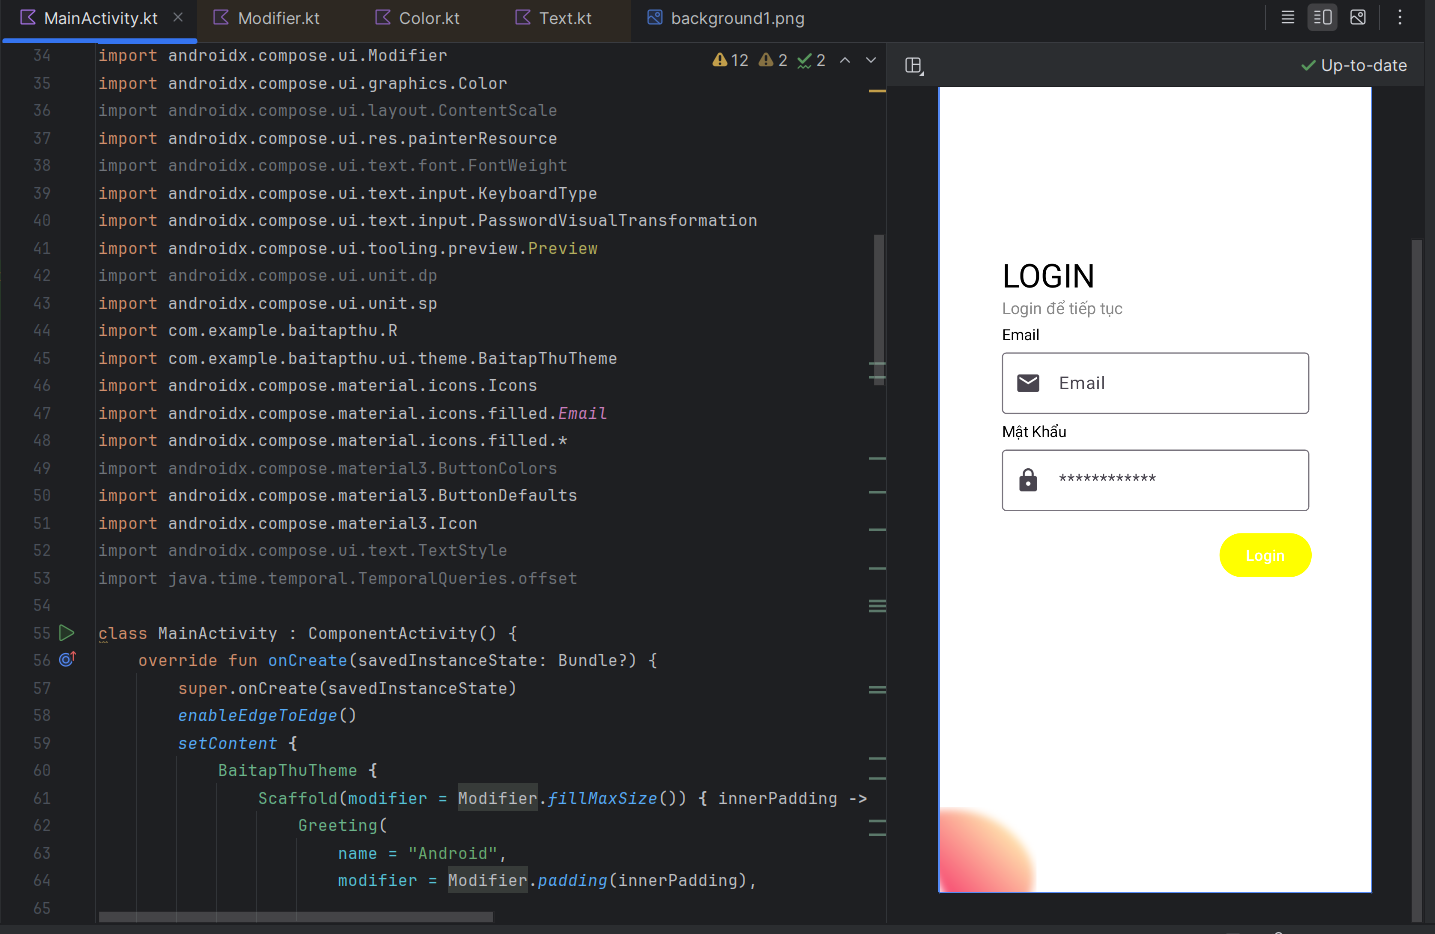 MainActivity.kt
Modifier.kt
Color.kt
Text.kt
background1.png
12 2 2
Up-to-date
34 import androidx.compose.ui.Modifier
35 import androidx.compose.ui.graphics.Color
36 import androidx.compose.ui.layout.ContentScale
37 import androidx.compose.ui.res.painterResource
38 import androidx.compose.ui.text.font.FontWeight
39 import androidx.compose.ui.text.input.KeyboardType
40 import androidx.compose.ui.text.input.PasswordVisualTransformation
41 import androidx.compose.ui.tooling.preview.Preview
42 import androidx.compose.ui.unit.dp
43 import androidx.compose.ui.unit.sp
44 import com.example.baitapthu.R
45 import com.example.baitapthu.ui.theme.BaitapThuTheme
46 import androidx.compose.material.icons.Icons
47 import androidx.compose.material.icons.filled.Email
48 import androidx.compose.material.icons.filled.*
49 import androidx.compose.material3.ButtonColors
50 import androidx.compose.material3.ButtonDefaults
51 import androidx.compose.material3.Icon
52 import androidx.compose.ui.text.TextStyle
53 import java.time.temporal.TemporalQueries.offset
54
55 class MainActivity : ComponentActivity() {
56 override fun onCreate(savedInstanceState: Bundle?) {
57 super.onCreate(savedInstanceState)
58 enableEdgeToEdge()
59 setContent {
60 BaitapThuTheme {
61 Scaffold(modifier = Modifier.fillMaxSize()) { innerPadding ->
62 Greeting(
63 name = "Android",
64 modifier = Modifier.padding(innerPadding),
65
LOGIN
Login để tiếp tục
Email
Email
Mật Khẩu
************
Login